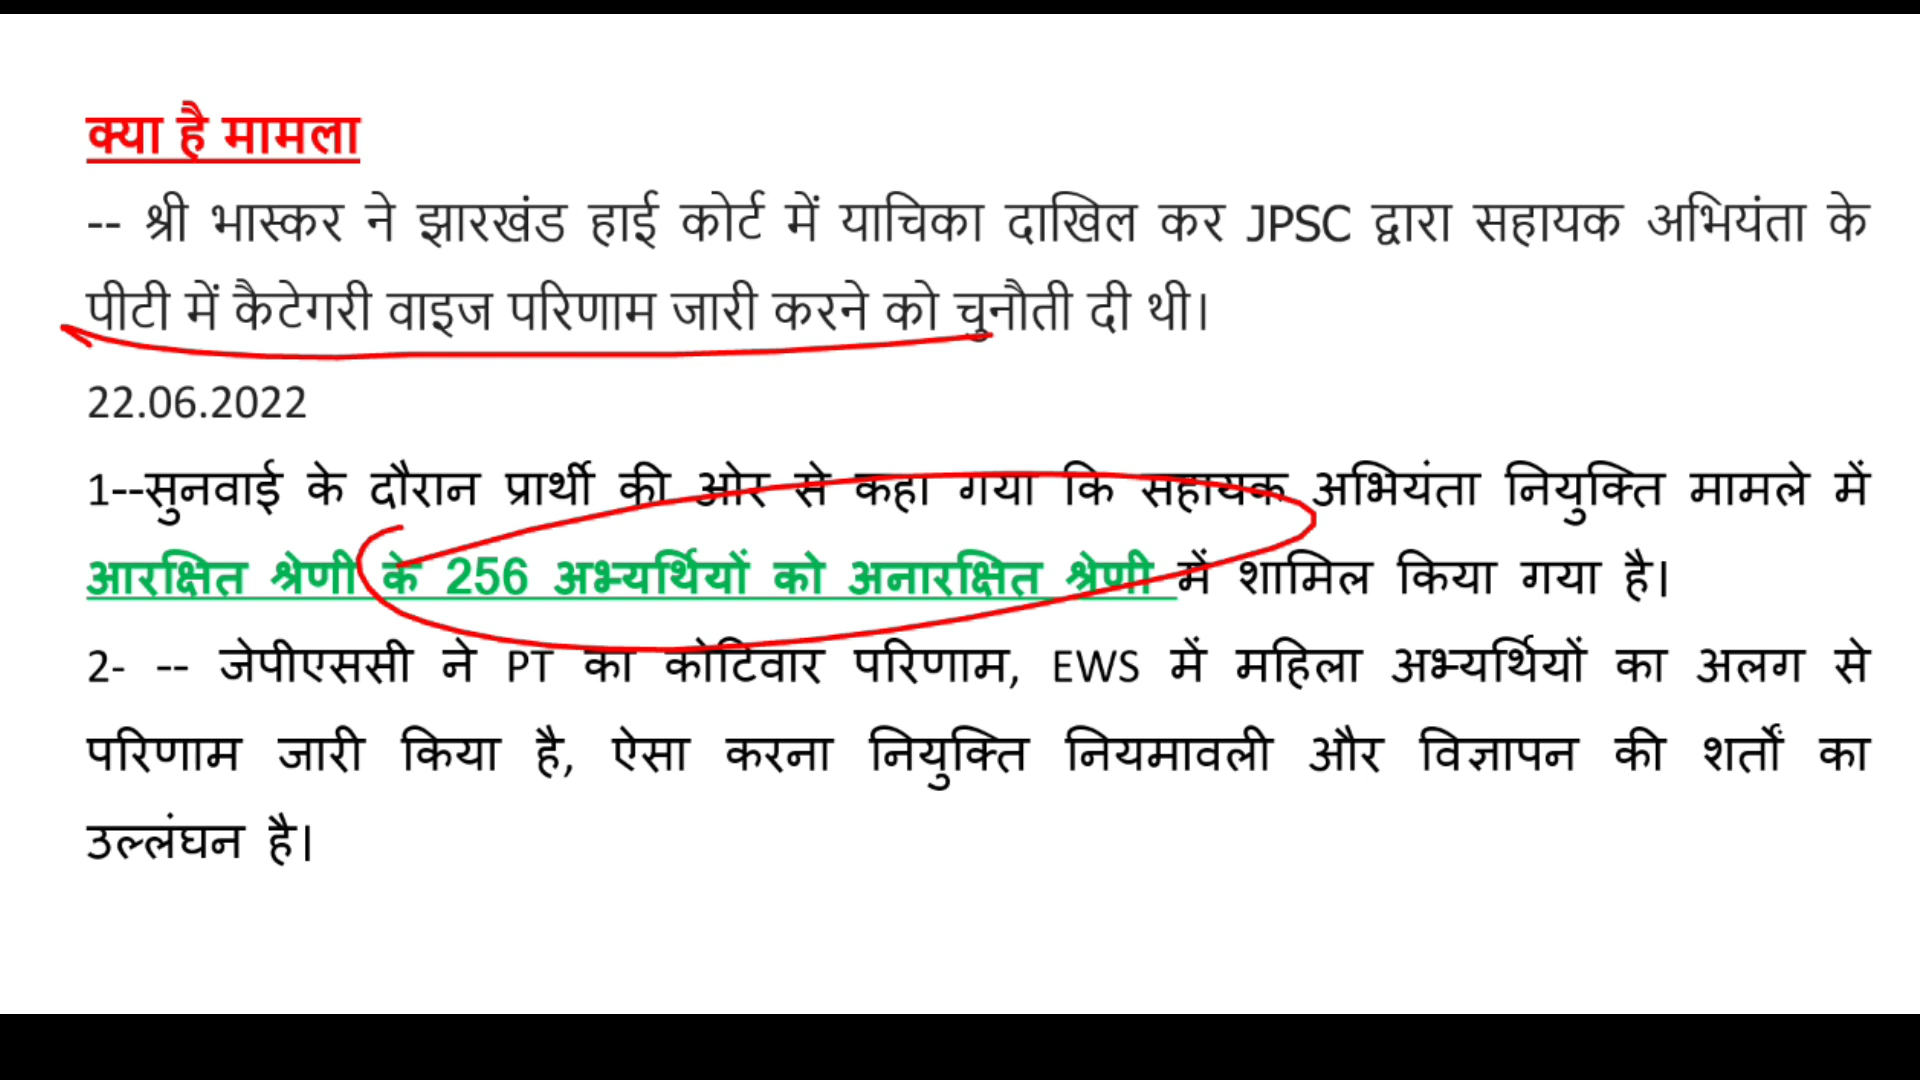 क्या है मामला
-- श्री भास्कर ने झारखंड हाई कोर्ट में याचिका दाखिल कर JPSC द्वारा सहायक अभियंता के
पीटी में कैटेगरी वाइज परिणाम जारी करने को चुनौती दी थी।
22.06.2022
1--सुनवाई के दौरान प्रार्थी की ओर से कहा गया कि सहायक अभियंता नियुक्ति मामले में
आरक्षित श्रेणी के 256 अभ्यर्थियों को अनारक्षित श्रेणी में शामिल किया गया है।
2- -- जेपीएससी ने PT का कोटिवार परिणाम, EWS में महिला अभ्यर्थियों का अलग से
परिणाम जारी किया है, ऐसा करना नियुक्ति नियमावली और विज्ञापन की शर्तों का
उल्लंघन है।